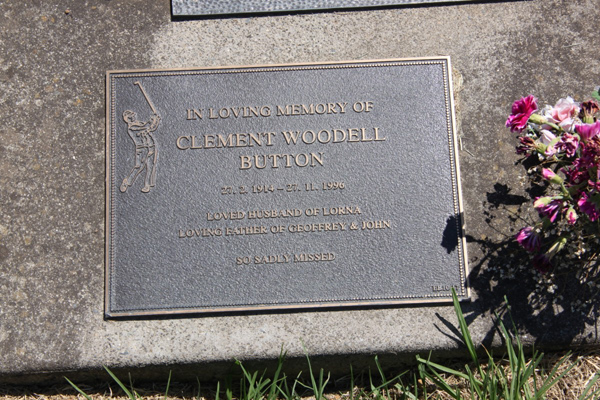 IN LOVING MEMORY OF
CLEMENT WOODELL
BUTTON
27. 2. 1914 – 27. 11. 1996
LOVED HUSBAND OF LORNA
LOVING FATHER OF GEOFFREY & JOHN
SO SADLY MISSED